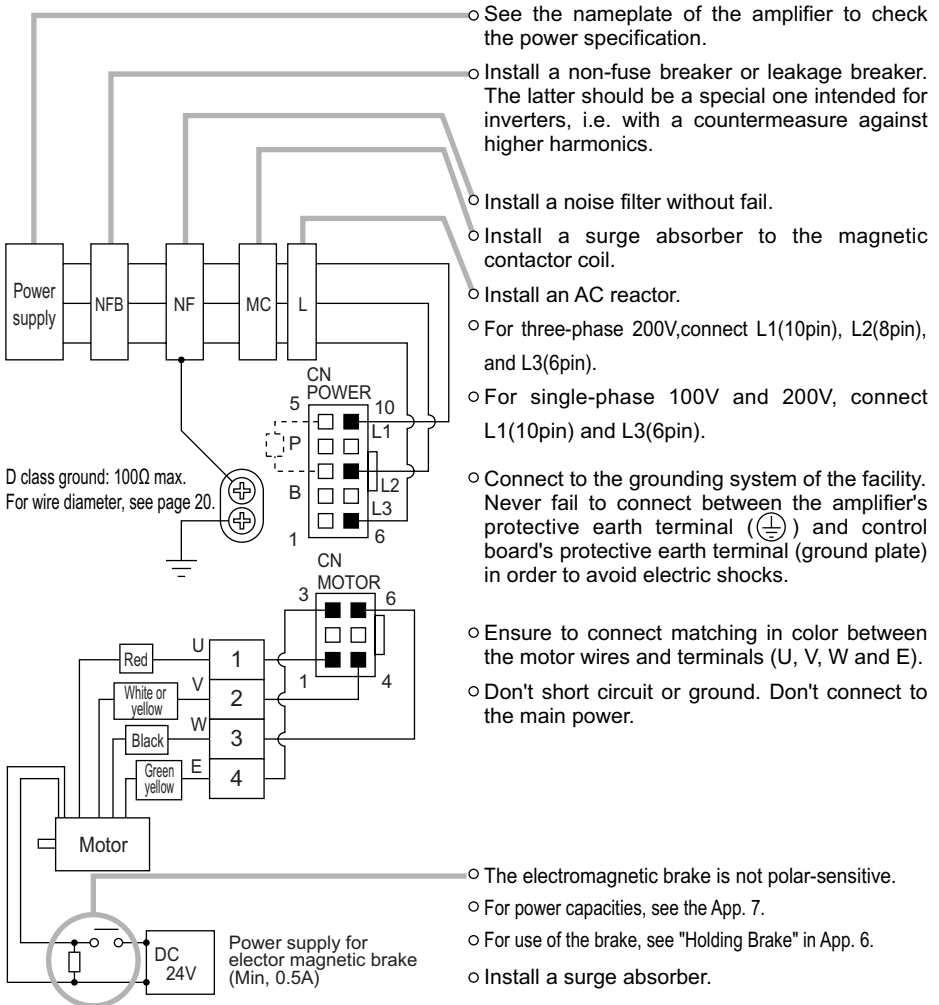 See the nameplate of the amplifier to check
the power specification.
Install a non-fuse breaker or leakage breaker.
The latter should be a special one intended for
inverters, i.e. with a countermeasure against
higher harmonics.
Install a noise filter without fail.
Install a surge absorber to the magnetic
contactor coil.
Install an AC reactor.
For three-phase 200V,connect L1(10pin), L2(8pin),
and L3(6pin).
For single-phase 100V and 200V, connect
L1(10pin) and L3(6pin).
Connect to the grounding system of the facility.
Never fail to connect between the amplifier's
protective earth terminal ( ) and control
board's protective earth terminal (ground plate)
in order to avoid electric shocks.
Ensure to connect matching in color between
the motor wires and terminals (U, V, W and E).
Don't short circuit or ground. Don't connect to
the main power.
The electromagnetic brake is not polar-sensitive.
For power capacities, see the App. 7.
For use of the brake, see "Holding Brake" in App. 6.
Install a surge absorber.
Power
supply
NFB
NF
MC
L
CN
POWER
5
10
L1
P
L2
B
L3
1
6
D class ground: 100Ω max.
For wire diameter, see page 20.
CN
MOTOR
3
6
1
4
Red
U
1
White or
yellow
V
2
Black
W
3
Green
yellow
E
4
Motor
DC
24V
Power supply for
elector magnetic brake
(Min, 0.5A)